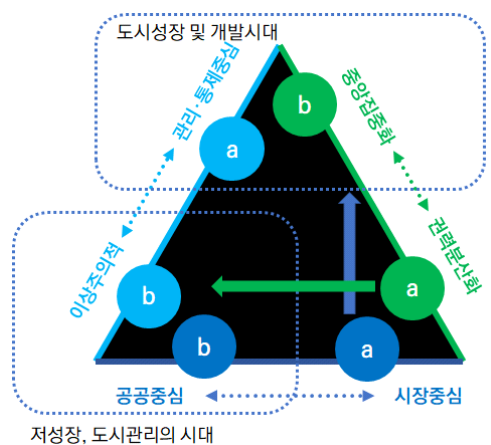 도시성장 및 개발시대
관리·통제중심
중앙집중화
b
a
이상주의적
권력분산화
b
a
b
a
공공중심
시장중심
저성장, 도시관리의 시대